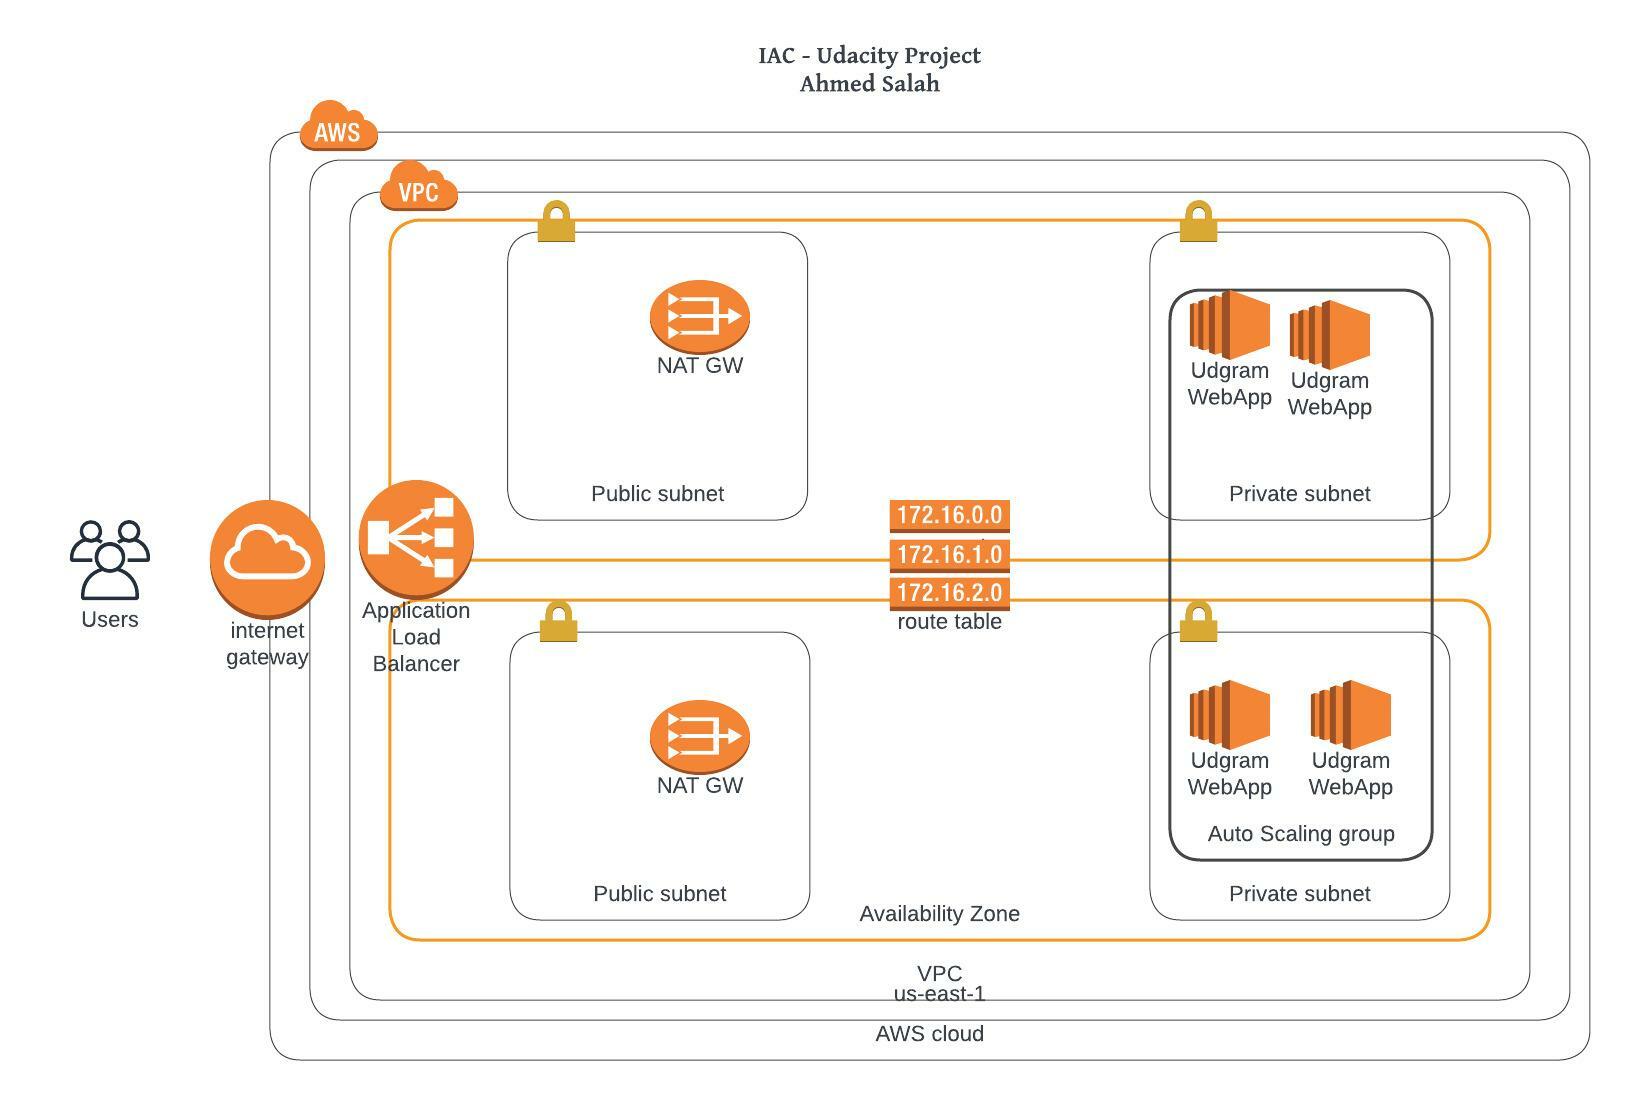 IAC - Udacity Project
Ahmed Salah
AWS
VPC
NAT GW
Udgram
WebApp
Udgram
WebApp
Public subnet
Private subnet
172.16.0.0
172.16.1.0
172.16.2.0
route table
Users
internet
gateway
Application
Load
Balancer
NAT GW
Udgram
WebApp
Udgram
WebApp
Auto Scaling group
Public subnet
Private subnet
Availability Zone
VPC
us-east-1
AWS cloud